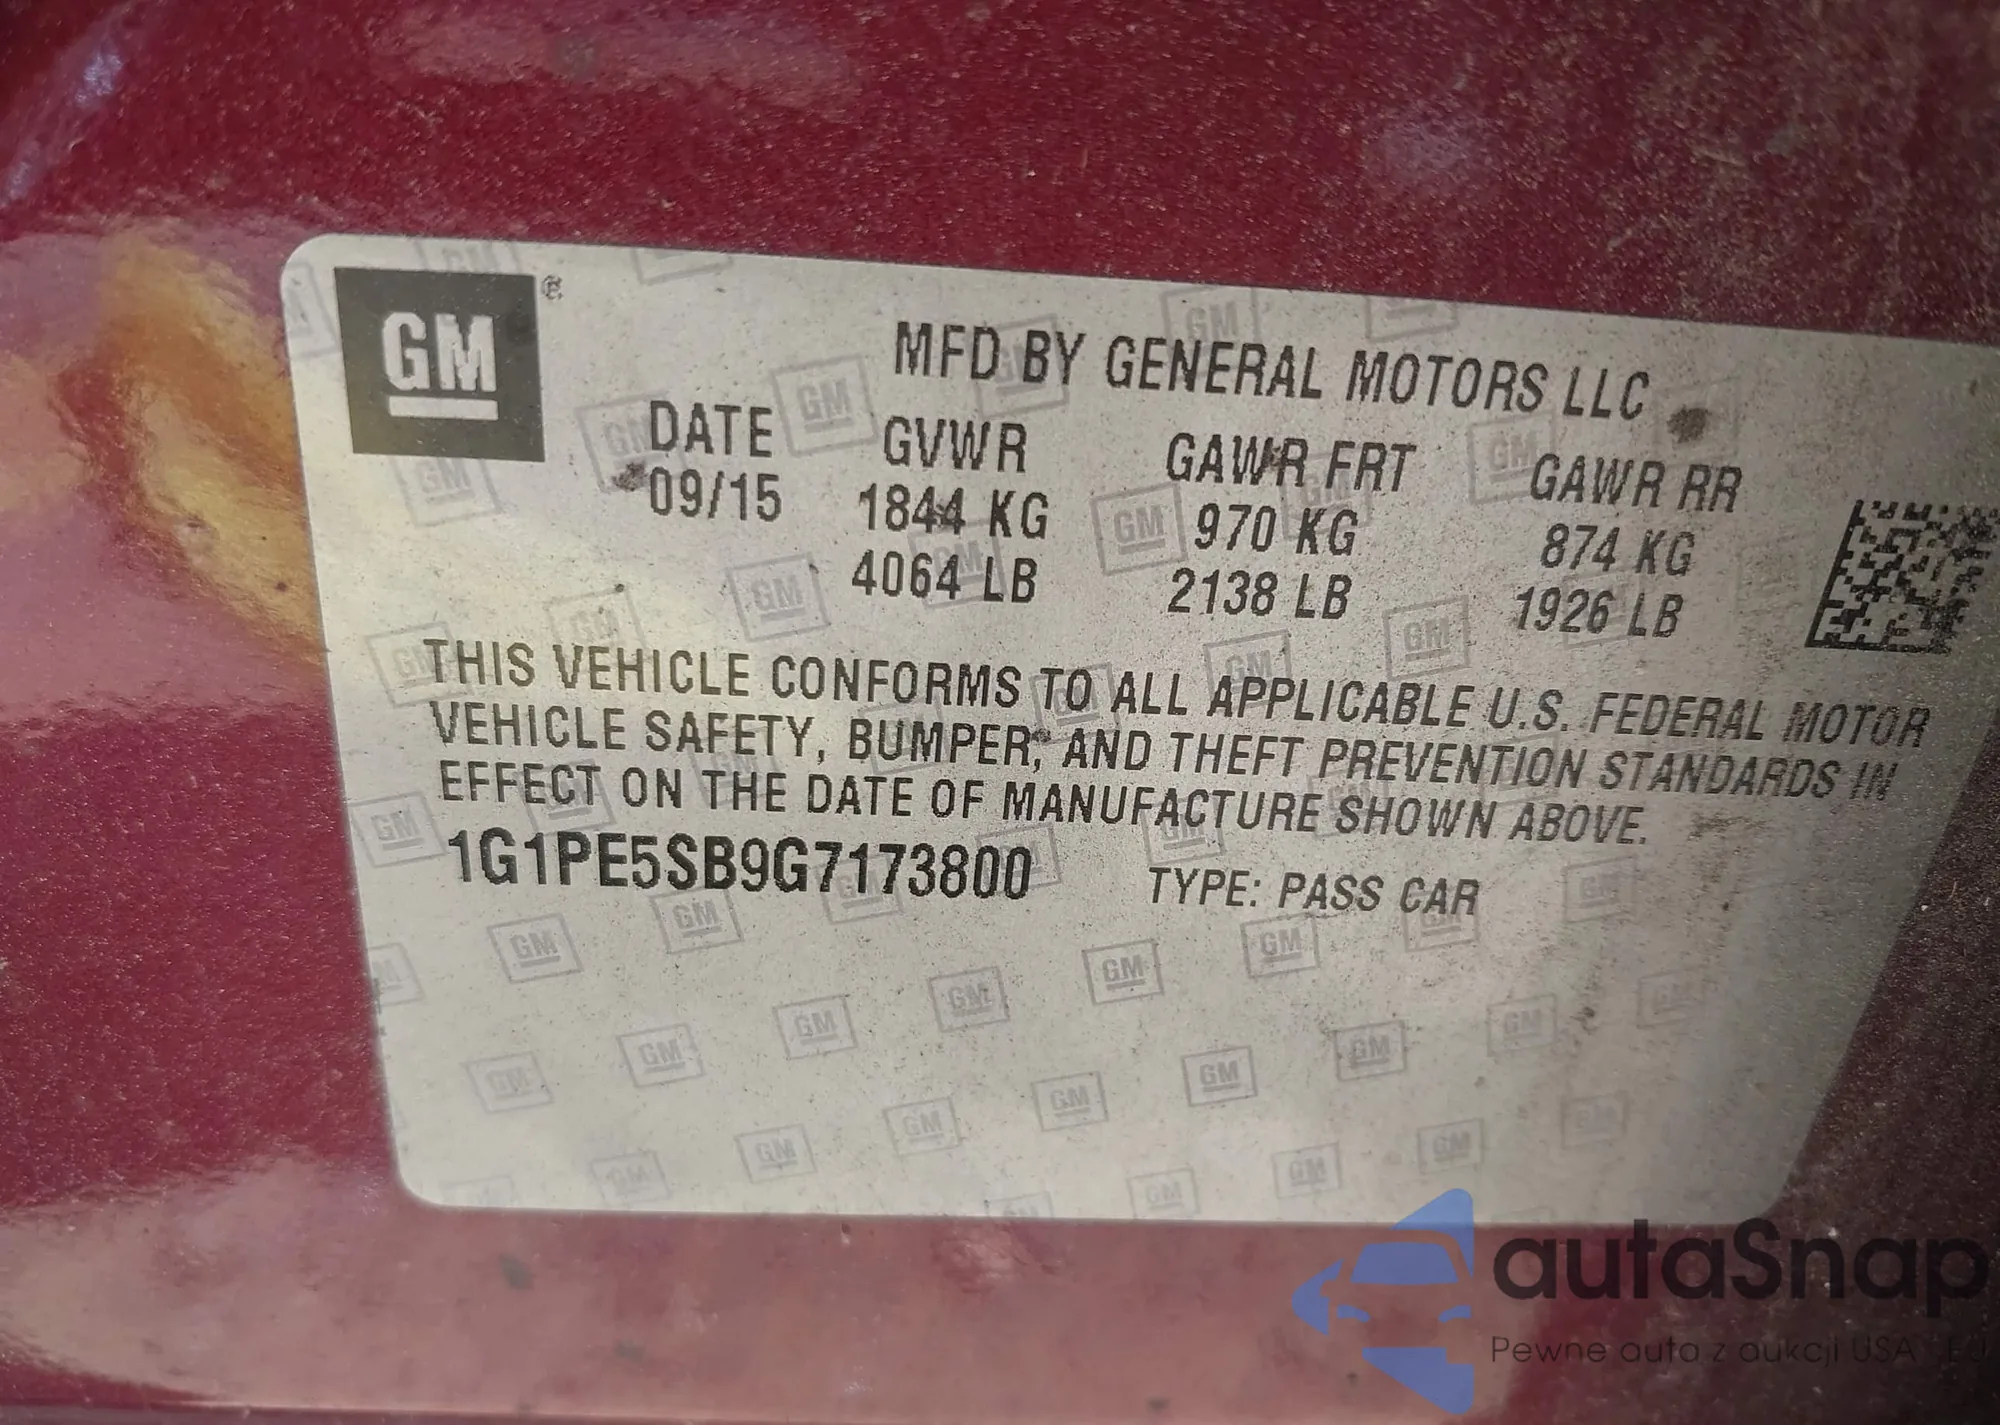 GM
MFD BY GENERAL MOTORS LLC
DATE GVWR GAWR FRT GAWR RR
09/15 1844 KG 970 KG 874 KG
4064 LB 2138 LB 1926 LB
THIS VEHICLE CONFORMS TO ALL APPLICABLE U.S. FEDERAL MOTOR
VEHICLE SAFETY, BUMPER, AND THEFT PREVENTION STANDARDS IN
EFFECT ON THE DATE OF MANUFACTURE SHOWN ABOVE.
1G1PE5SB9G7173800 TYPE: PASS CAR
autaSnap
Pewne auta z aukcji USA i EU